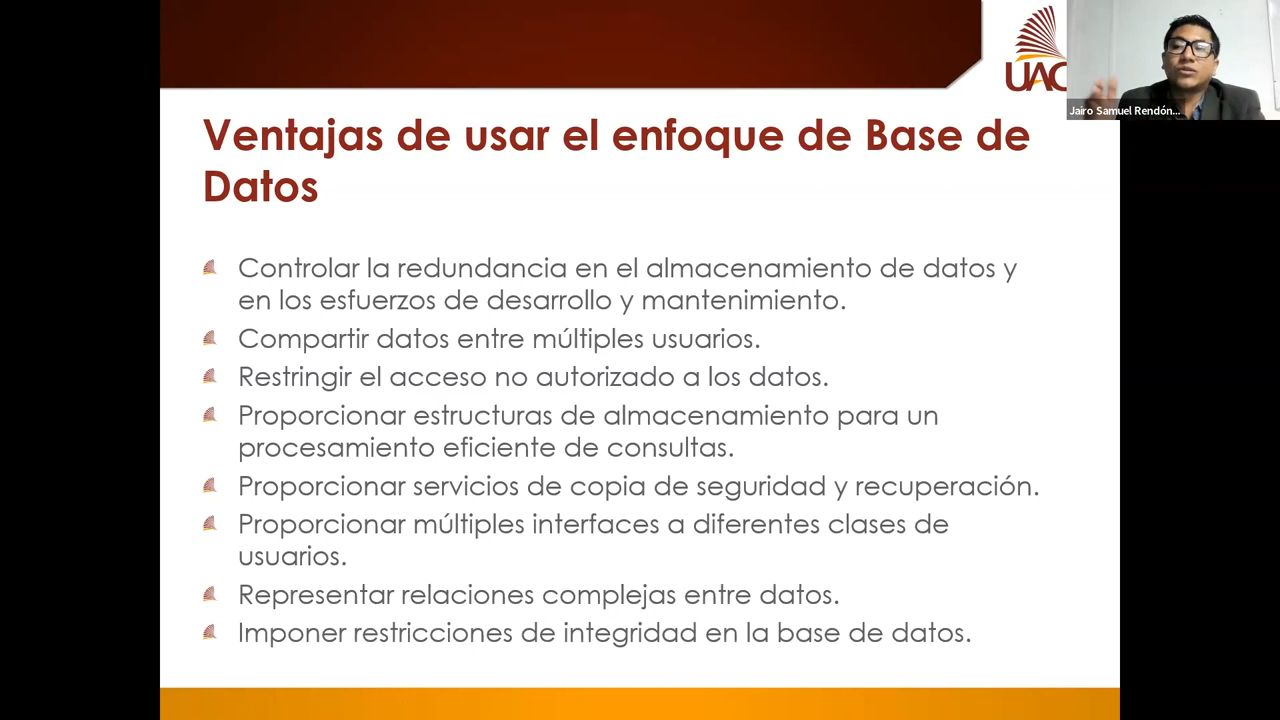 UAC
Jairo Samuel Rendón...
Ventajas de usar el enfoque de Base de
Datos
Controlar la redundancia en el almacenamiento de datos y
en los esfuerzos de desarrollo y mantenimiento.
Compartir datos entre múltiples usuarios.
Restringir el acceso no autorizado a los datos.
Proporcionar estructuras de almacenamiento para un
procesamiento eficiente de consultas.
Proporcionar servicios de copia de seguridad y recuperación.
Proporcionar múltiples interfaces a diferentes clases de
usuarios.
Representar relaciones complejas entre datos.
Imponer restricciones de integridad en la base de datos.